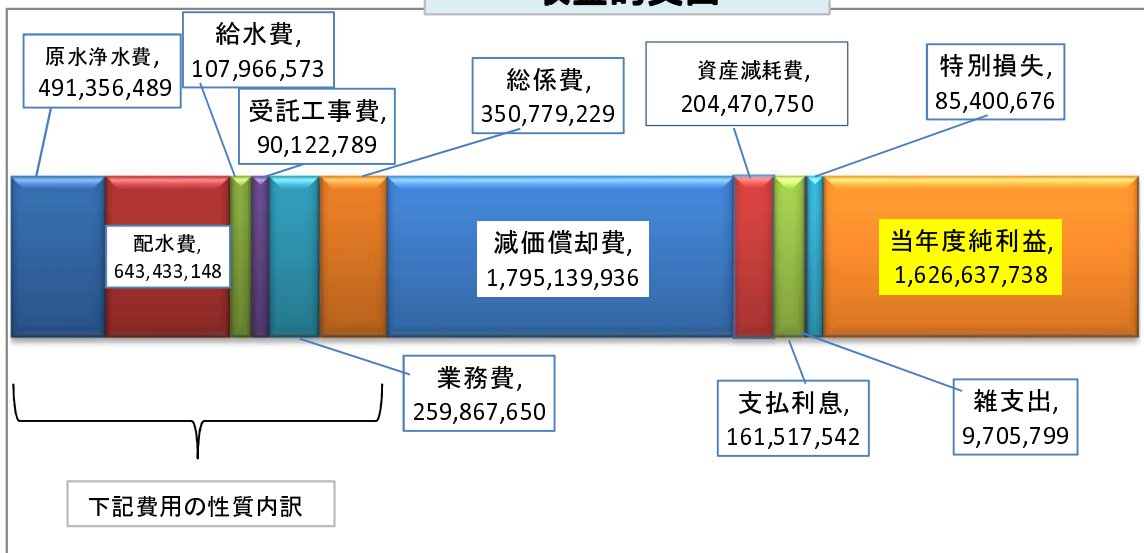 原水浄水費,
491,356,489
給水費,
107,966,573
受託工事費,
90,122,789
総係費,
350,779,229
資産減耗費,
204,470,750
特別損失,
85,400,676
配水費,
643,433,148
減価償却費,
1,795,139,936
当年度純利益,
1,626,637,738
業務費,
259,867,650
支払利息,
161,517,542
雑支出,
9,705,799
下記費用の性質内訳